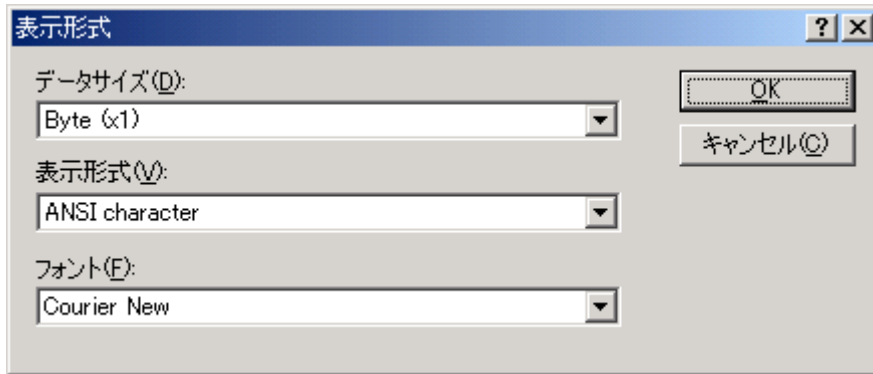 表示形式
データサイズ(D):
Byte (x1)
OK
キャンセル(C)
表示形式(V):
ANSI character
フォント(F):
Courier New